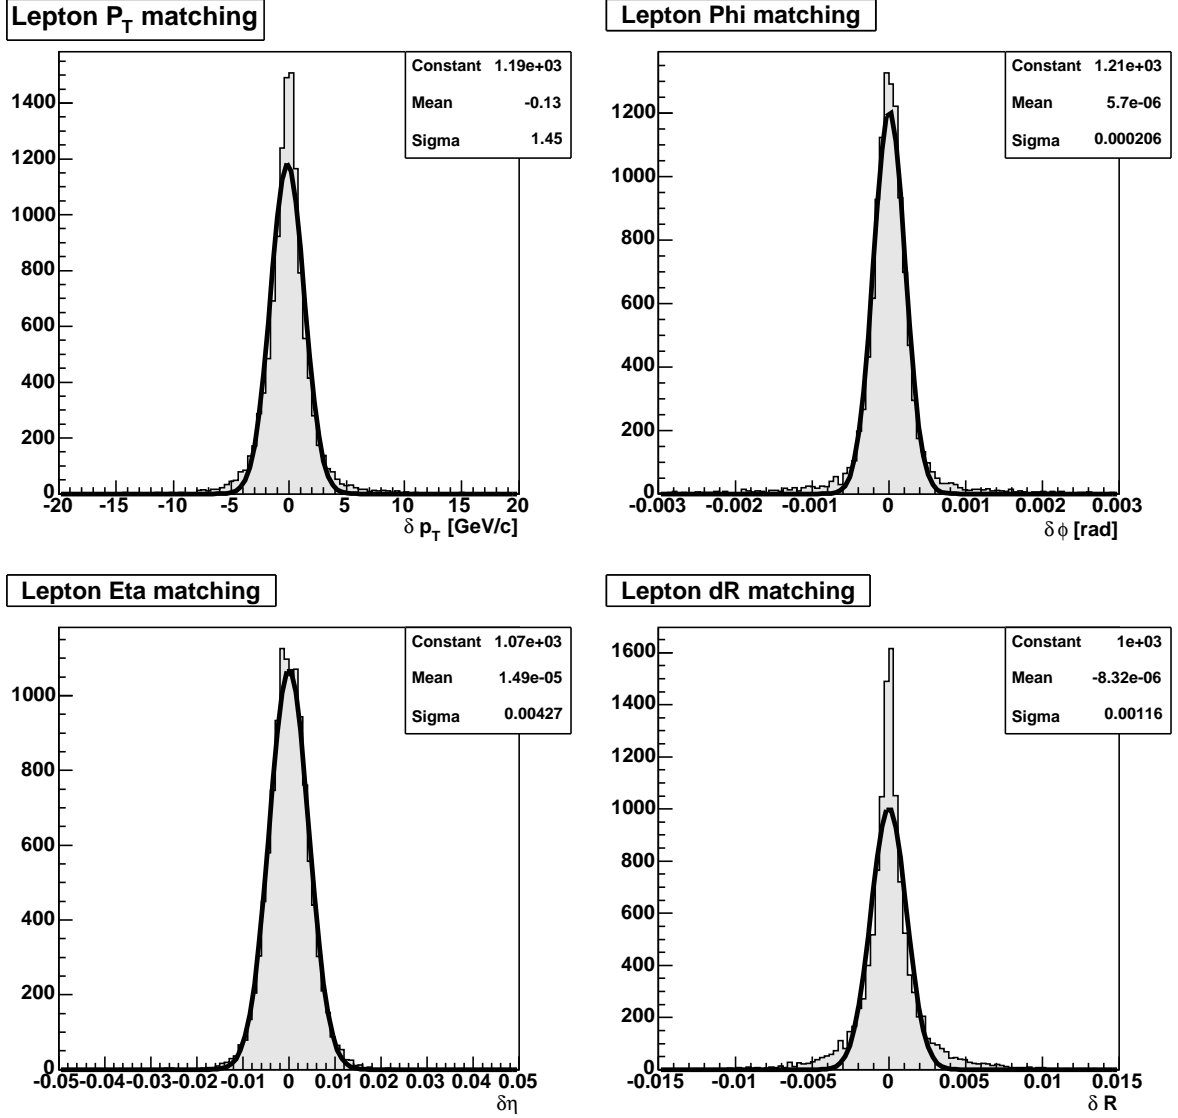 Lepton P_T matching
Constant 1.19e+03
Mean -0.13
Sigma 1.45
1400
1200
1000
800
600
400
200
0
-20 -15 -10 -5 0 5 10 15 20
δ p_T [GeV/c]
Lepton Phi matching
Constant 1.21e+03
Mean 5.7e-06
Sigma 0.000206
1200
1000
800
600
400
200
0
-0.003 -0.002 -0.001 0 0.001 0.002 0.003
δ ϕ [rad]
Lepton Eta matching
Constant 1.07e+03
Mean 1.49e-05
Sigma 0.00427
1000
800
600
400
200
0
-0.05 -0.04 -0.03 -0.02 -0.01 0 0.01 0.02 0.03 0.04 0.05
δη
Lepton dR matching
Constant 1e+03
Mean -8.32e-06
Sigma 0.00116
1600
1400
1200
1000
800
600
400
200
0
-0.015 -0.01 -0.005 0 0.005 0.01 0.015
δ R